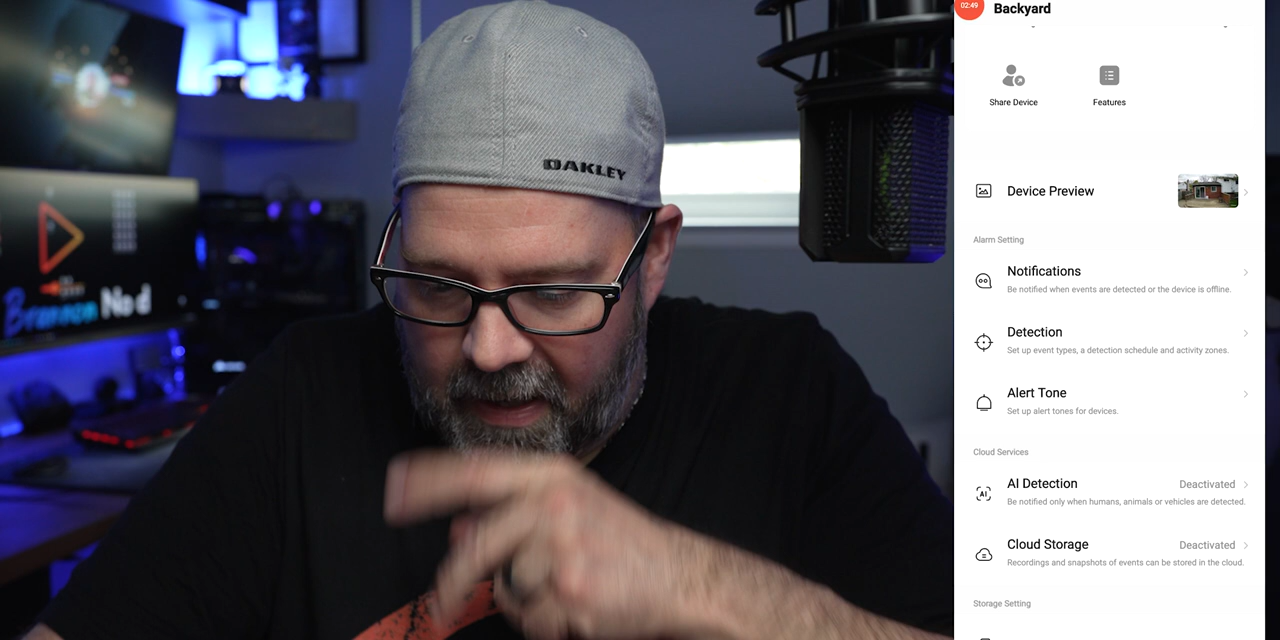 OAKLEY
Brannon
02:49
Backyard
Share Device
Features
Device Preview
Alarm Setting
Notifications
Be notified when events are detected or the device is offline.
Detection
Set up event types, a detection schedule and activity zones.
Alert Tone
Set up alert tones for devices.
Cloud Services
AI Detection
Deactivated
AI
Be notified only when humans, animals or vehicles are detected.
Cloud Storage
Deactivated
Recordings and snapshots of events can be stored in the cloud.
Storage Setting